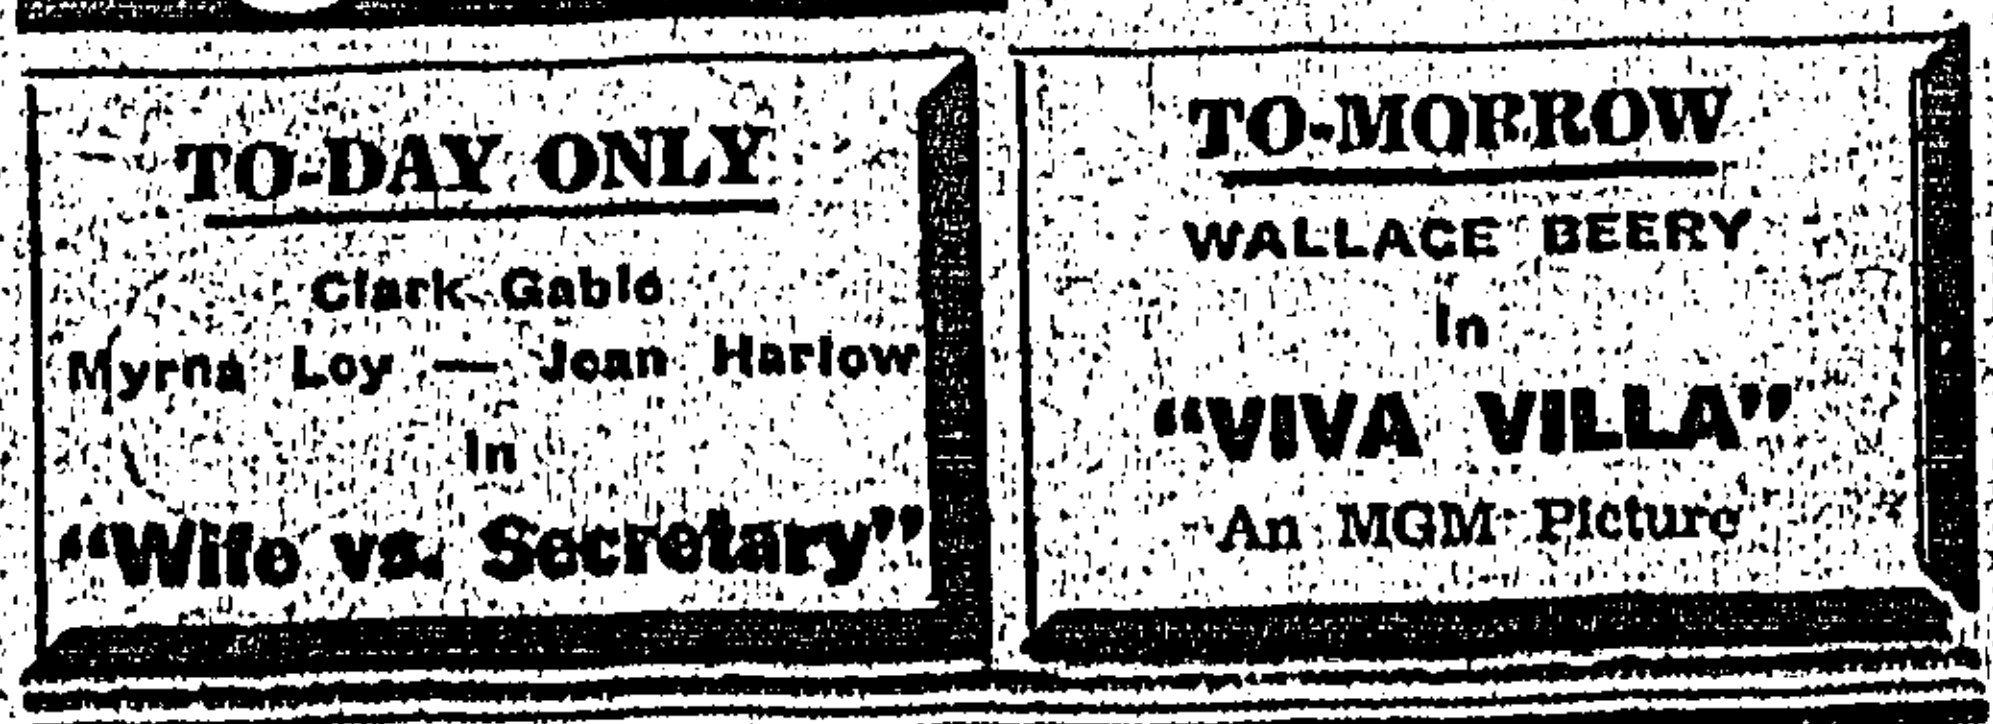 TO-DAY ONLY
Clark Gable
Myrna Loy — Jean Harlow
In
“Wife vs. Secretary”
TO-MORROW
WALLACE BEERY
In
“VIVA VILLA”
An MGM Picture